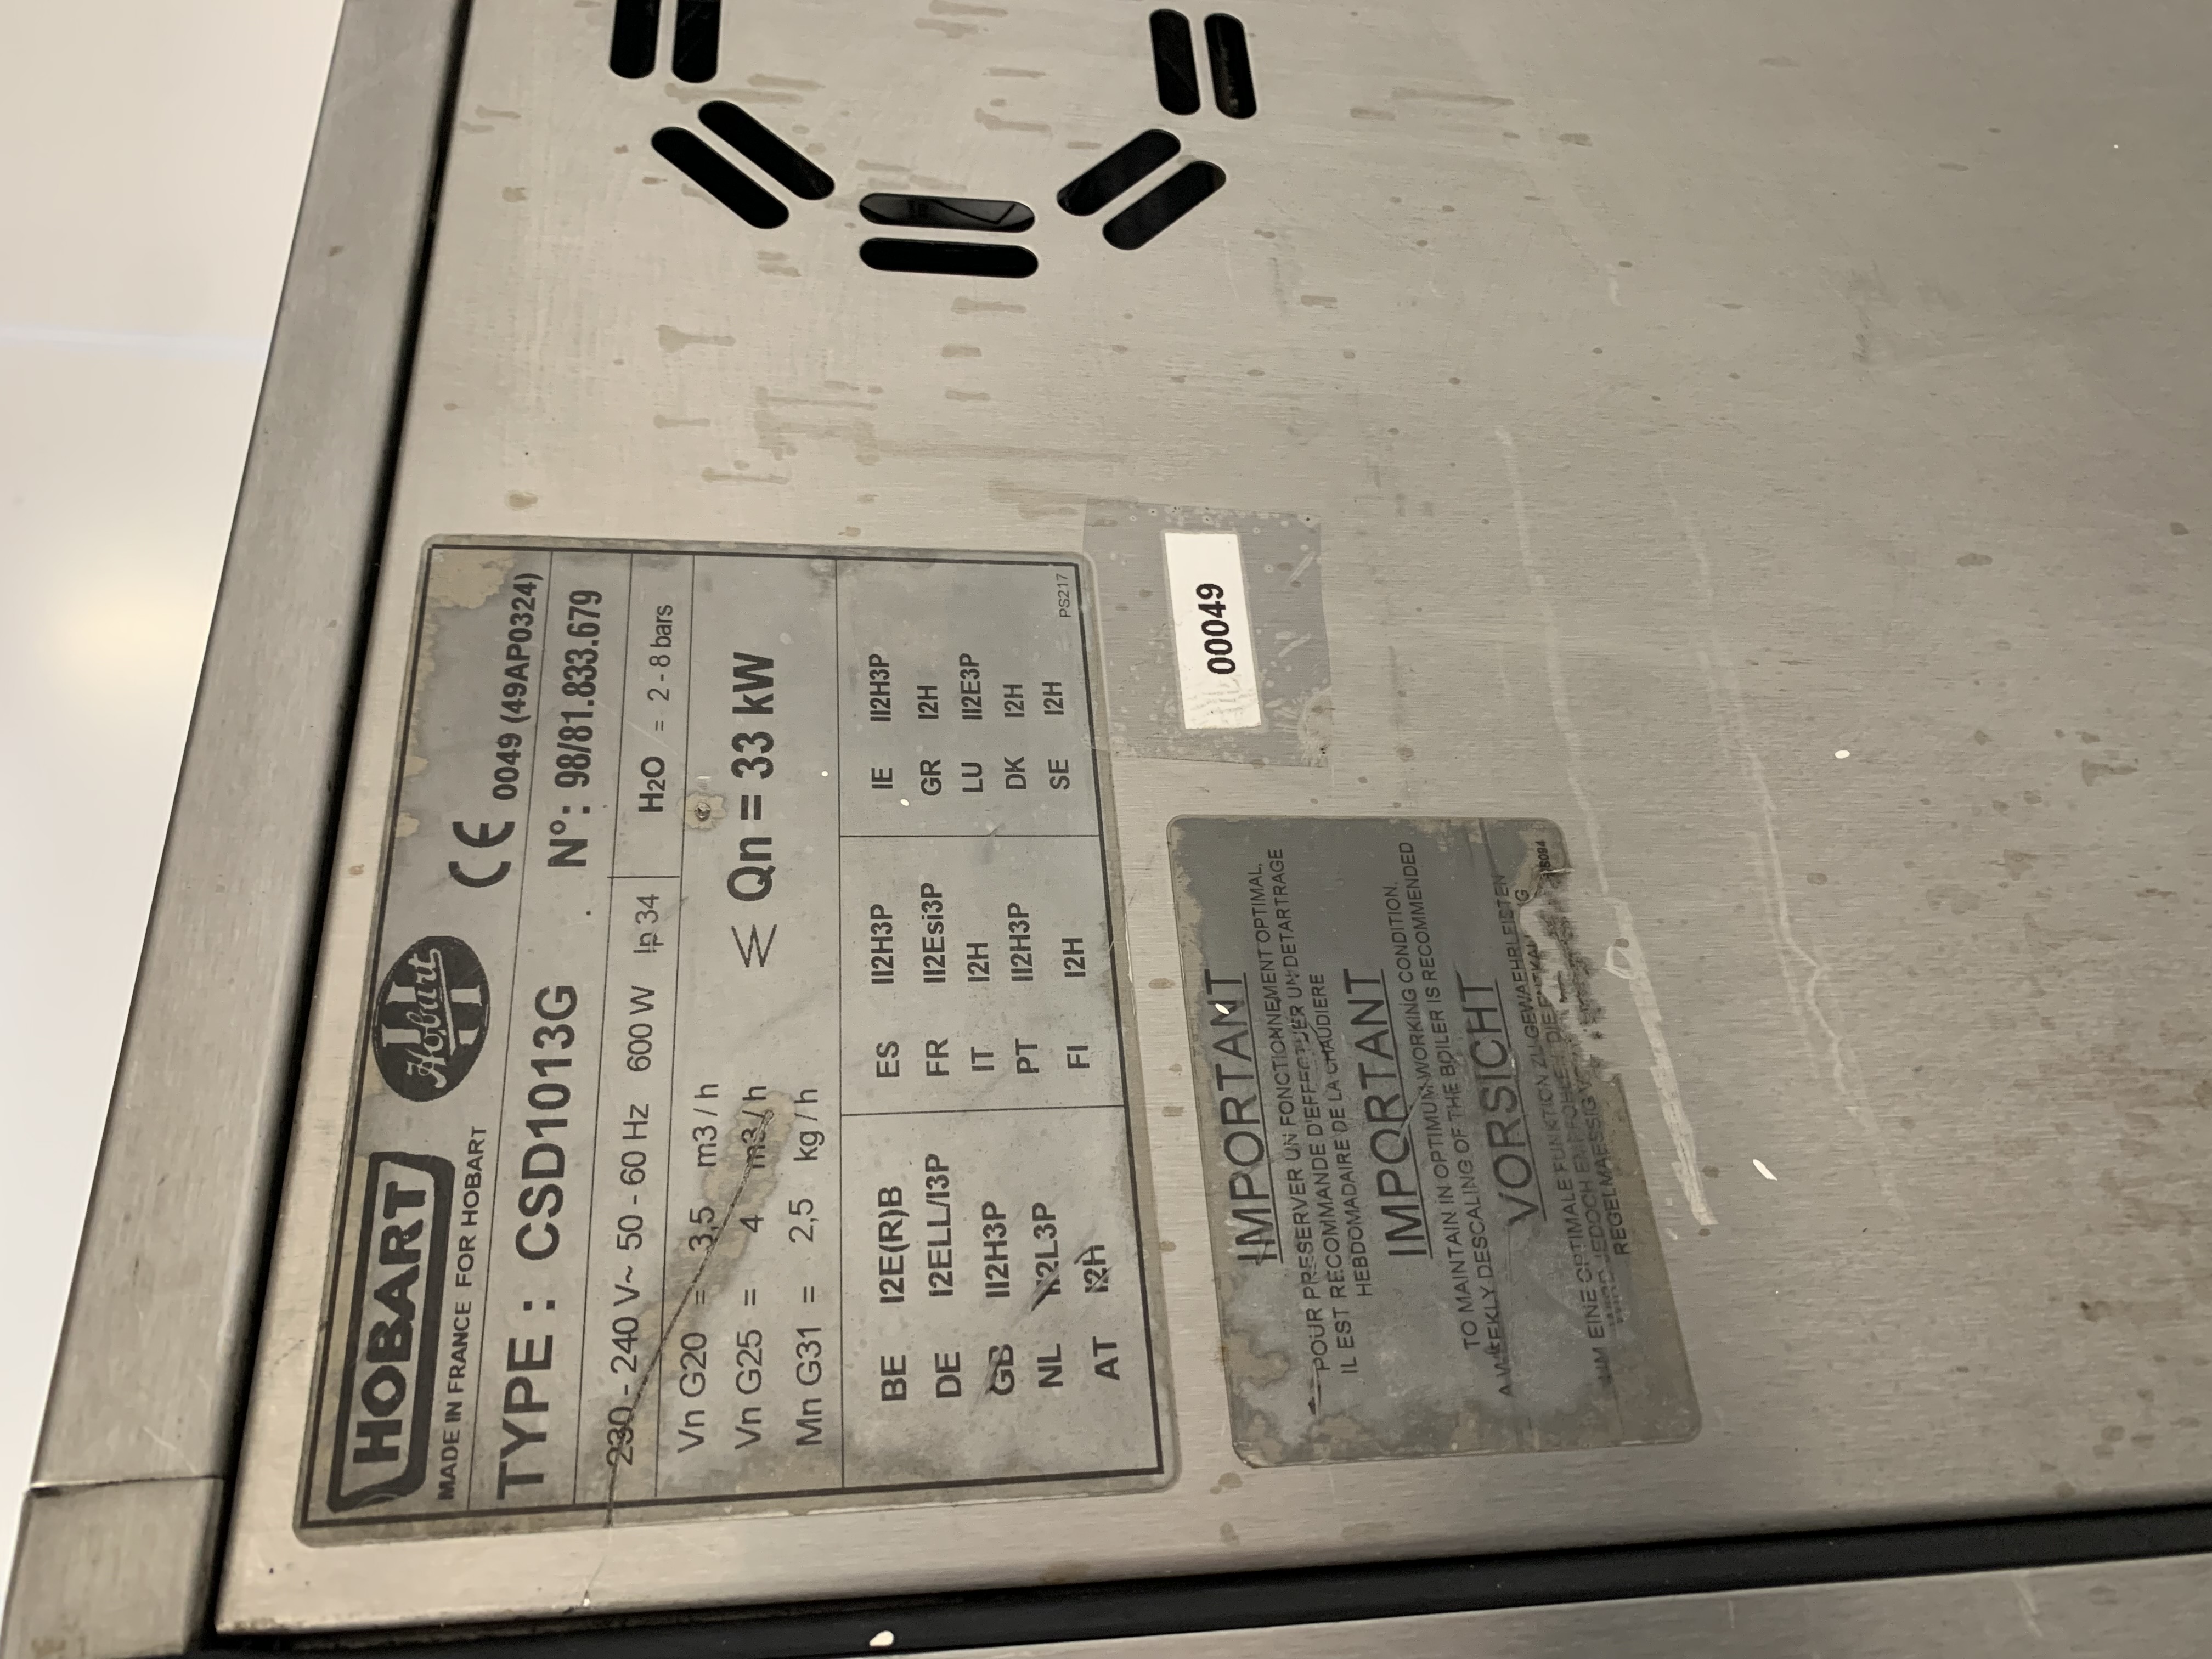 HOBART
Hobart
CE 0049 (49AP0324)
MADE IN FRANCE FOR HOBART
TYPE : CSD1013G N° : 98/81.833.679
230 - 240 V~ 50 - 60 Hz 600 W Ip 34 H2O = 2 - 8 bars
Vn G20 = 3,5 m3 / h
Vn G25 = 4 m3 / h
Mn G31 = 2,5 kg / h
Qn = 33 kW
BE I2E(R)B ES II2H3P IE II2H3P
DE I2ELL/I3P FR II2Esi3P GR I2H
GB II2H3P IT I2H LU II2E3P
NL II2L3P PT II2H3P DK I2H
AT I2H FI I2H SE I2H
PS217
00049
IMPORTANT
POUR PRESERVER UN FONCTIONNEMENT OPTIMAL,
IL EST RECOMMANDE D'EFFECTUER UN DETARTRAGE
HEBDOMADAIRE DE LA CHAUDIERE
IMPORTANT
TO MAINTAIN IN OPTIMUM WORKING CONDITION,
A WEEKLY DESCALING OF THE BOILER IS RECOMMENDED
VORSICHT
UM EINE OPTIMALE FUNKTION ZU GEWAEHRLEISTEN
JEDOCH
REGELMAESSIG